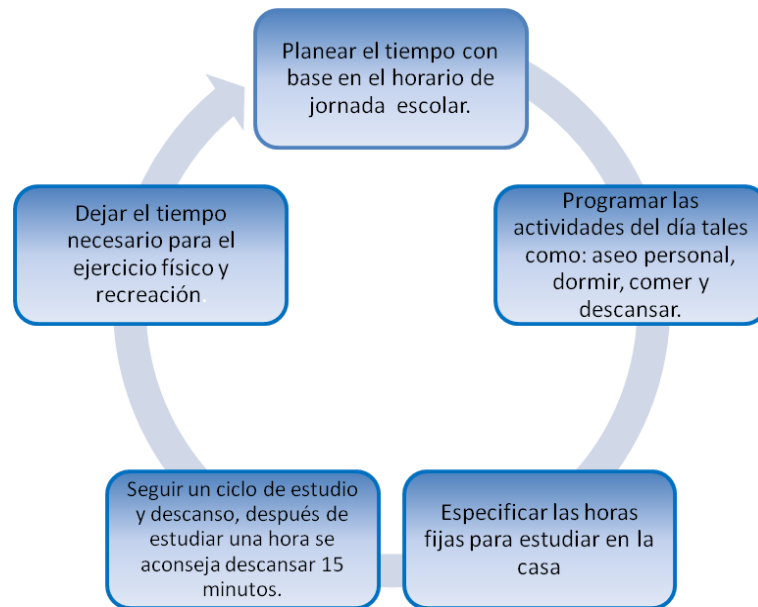 Planear el tiempo con
base en el horario de
jornada escolar.
Programar las
actividades del día tales
como: aseo personal,
dormir, comer y
descansar.
Especificar las horas
fijas para estudiar en la
casa
Seguir un ciclo de estudio
y descanso, después de
estudiar una hora se
aconseja descansar 15
minutos.
Dejar el tiempo
necesario para el
ejercicio físico y
recreación.